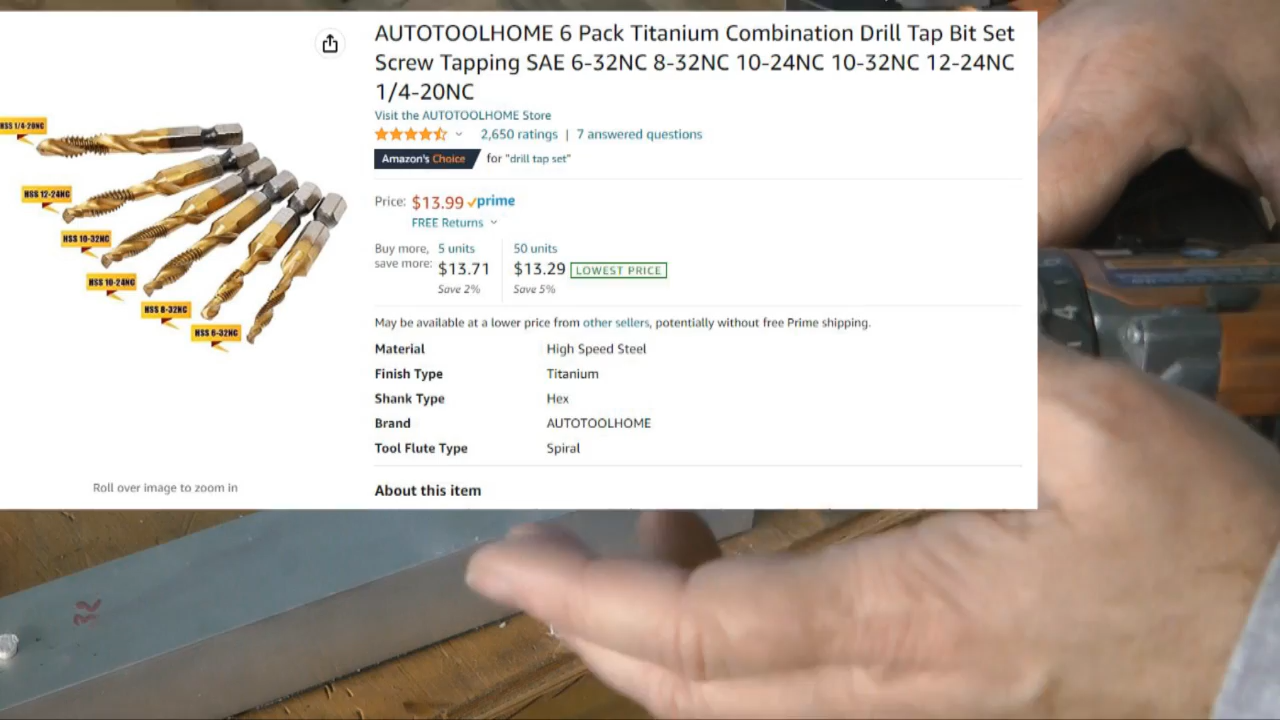 AUTOTOOLHOME 6 Pack Titanium Combination Drill Tap Bit Set
Screw Tapping SAE 6-32NC 8-32NC 10-24NC 10-32NC 12-24NC
1/4-20NC
Visit the AUTOTOOLHOME Store
2,650 ratings | 7 answered questions
Amazon's Choice for "drill tap set"
HSS 1/4-20NC
HSS 12-24NC
HSS 10-32NC
HSS 10-24NC
HSS 8-32NC
HSS 6-32NC
Roll over image to zoom in
Price: $13.99 prime
FREE Returns
Buy more, save more:
5 units
$13.71
Save 2%
50 units
$13.29 LOWEST PRICE
Save 5%
May be available at a lower price from other sellers, potentially without free Prime shipping.
Material High Speed Steel
Finish Type Titanium
Shank Type Hex
Brand AUTOTOOLHOME
Tool Flute Type Spiral
About this item
4
32